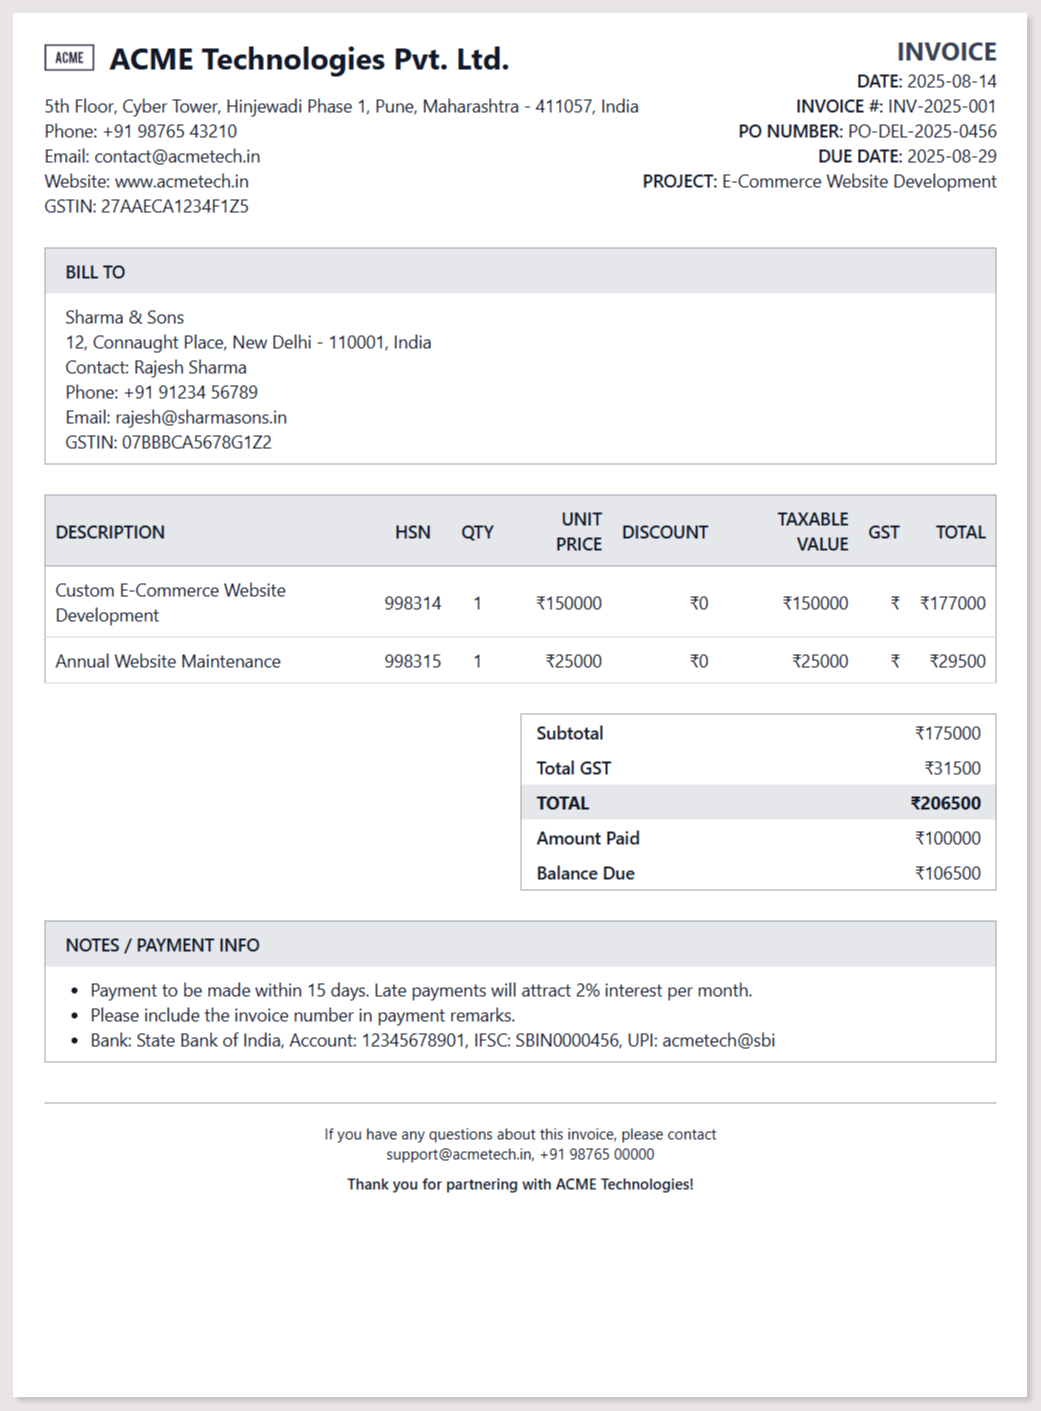 ACME
ACME Technologies Pvt. Ltd.
5th Floor, Cyber Tower, Hinjewadi Phase 1, Pune, Maharashtra - 411057, India
Phone: +91 98765 43210
Email: contact@acmetech.in
Website: www.acmetech.in
GSTIN: 27AAECA1234F1Z5
INVOICE
DATE: 2025-08-14
INVOICE #: INV-2025-001
PO NUMBER: PO-DEL-2025-0456
DUE DATE: 2025-08-29
PROJECT: E-Commerce Website Development
BILL TO
Sharma & Sons
12, Connaught Place, New Delhi - 110001, India
Contact: Rajesh Sharma
Phone: +91 91234 56789
Email: rajesh@sharmasons.in
GSTIN: 07BBBCA5678G1Z2
DESCRIPTION HSN QTY UNIT PRICE DISCOUNT TAXABLE VALUE GST TOTAL
Custom E-Commerce Website Development 998314 1 ₹150000 ₹0 ₹150000 ₹ ₹177000
Annual Website Maintenance 998315 1 ₹25000 ₹0 ₹25000 ₹ ₹29500
Subtotal ₹175000
Total GST ₹31500
TOTAL ₹206500
Amount Paid ₹100000
Balance Due ₹106500
NOTES / PAYMENT INFO
• Payment to be made within 15 days. Late payments will attract 2% interest per month.
• Please include the invoice number in payment remarks.
• Bank: State Bank of India, Account: 12345678901, IFSC: SBIN0000456, UPI: acmetech@sbi
If you have any questions about this invoice, please contact
support@acmetech.in, +91 98765 00000
Thank you for partnering with ACME Technologies!